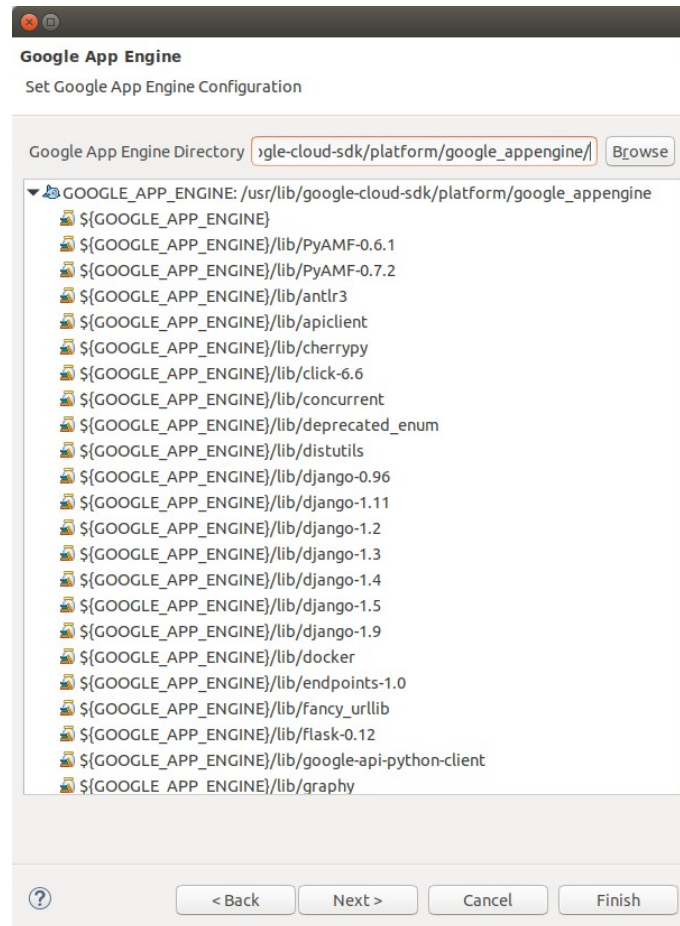 Google App Engine
Set Google App Engine Configuration
Google App Engine Directory ogle-cloud-sdk/platform/google_appengine/ Browse
GOOGLE_APP_ENGINE: /usr/lib/google-cloud-sdk/platform/google_appengine
${GOOGLE_APP_ENGINE}
${GOOGLE_APP_ENGINE}/lib/PyAMF-0.6.1
${GOOGLE_APP_ENGINE}/lib/PyAMF-0.7.2
${GOOGLE_APP_ENGINE}/lib/antlr3
${GOOGLE_APP_ENGINE}/lib/apiclient
${GOOGLE_APP_ENGINE}/lib/cherrypy
${GOOGLE_APP_ENGINE}/lib/click-6.6
${GOOGLE_APP_ENGINE}/lib/concurrent
${GOOGLE_APP_ENGINE}/lib/deprecated_enum
${GOOGLE_APP_ENGINE}/lib/distutils
${GOOGLE_APP_ENGINE}/lib/django-0.96
${GOOGLE_APP_ENGINE}/lib/django-1.11
${GOOGLE_APP_ENGINE}/lib/django-1.2
${GOOGLE_APP_ENGINE}/lib/django-1.3
${GOOGLE_APP_ENGINE}/lib/django-1.4
${GOOGLE_APP_ENGINE}/lib/django-1.5
${GOOGLE_APP_ENGINE}/lib/django-1.9
${GOOGLE_APP_ENGINE}/lib/docker
${GOOGLE_APP_ENGINE}/lib/endpoints-1.0
${GOOGLE_APP_ENGINE}/lib/fancy_urllib
${GOOGLE_APP_ENGINE}/lib/flask-0.12
${GOOGLE_APP_ENGINE}/lib/google-api-python-client
${GOOGLE_APP_ENGINE}/lib/graphy
? < Back Next > Cancel Finish